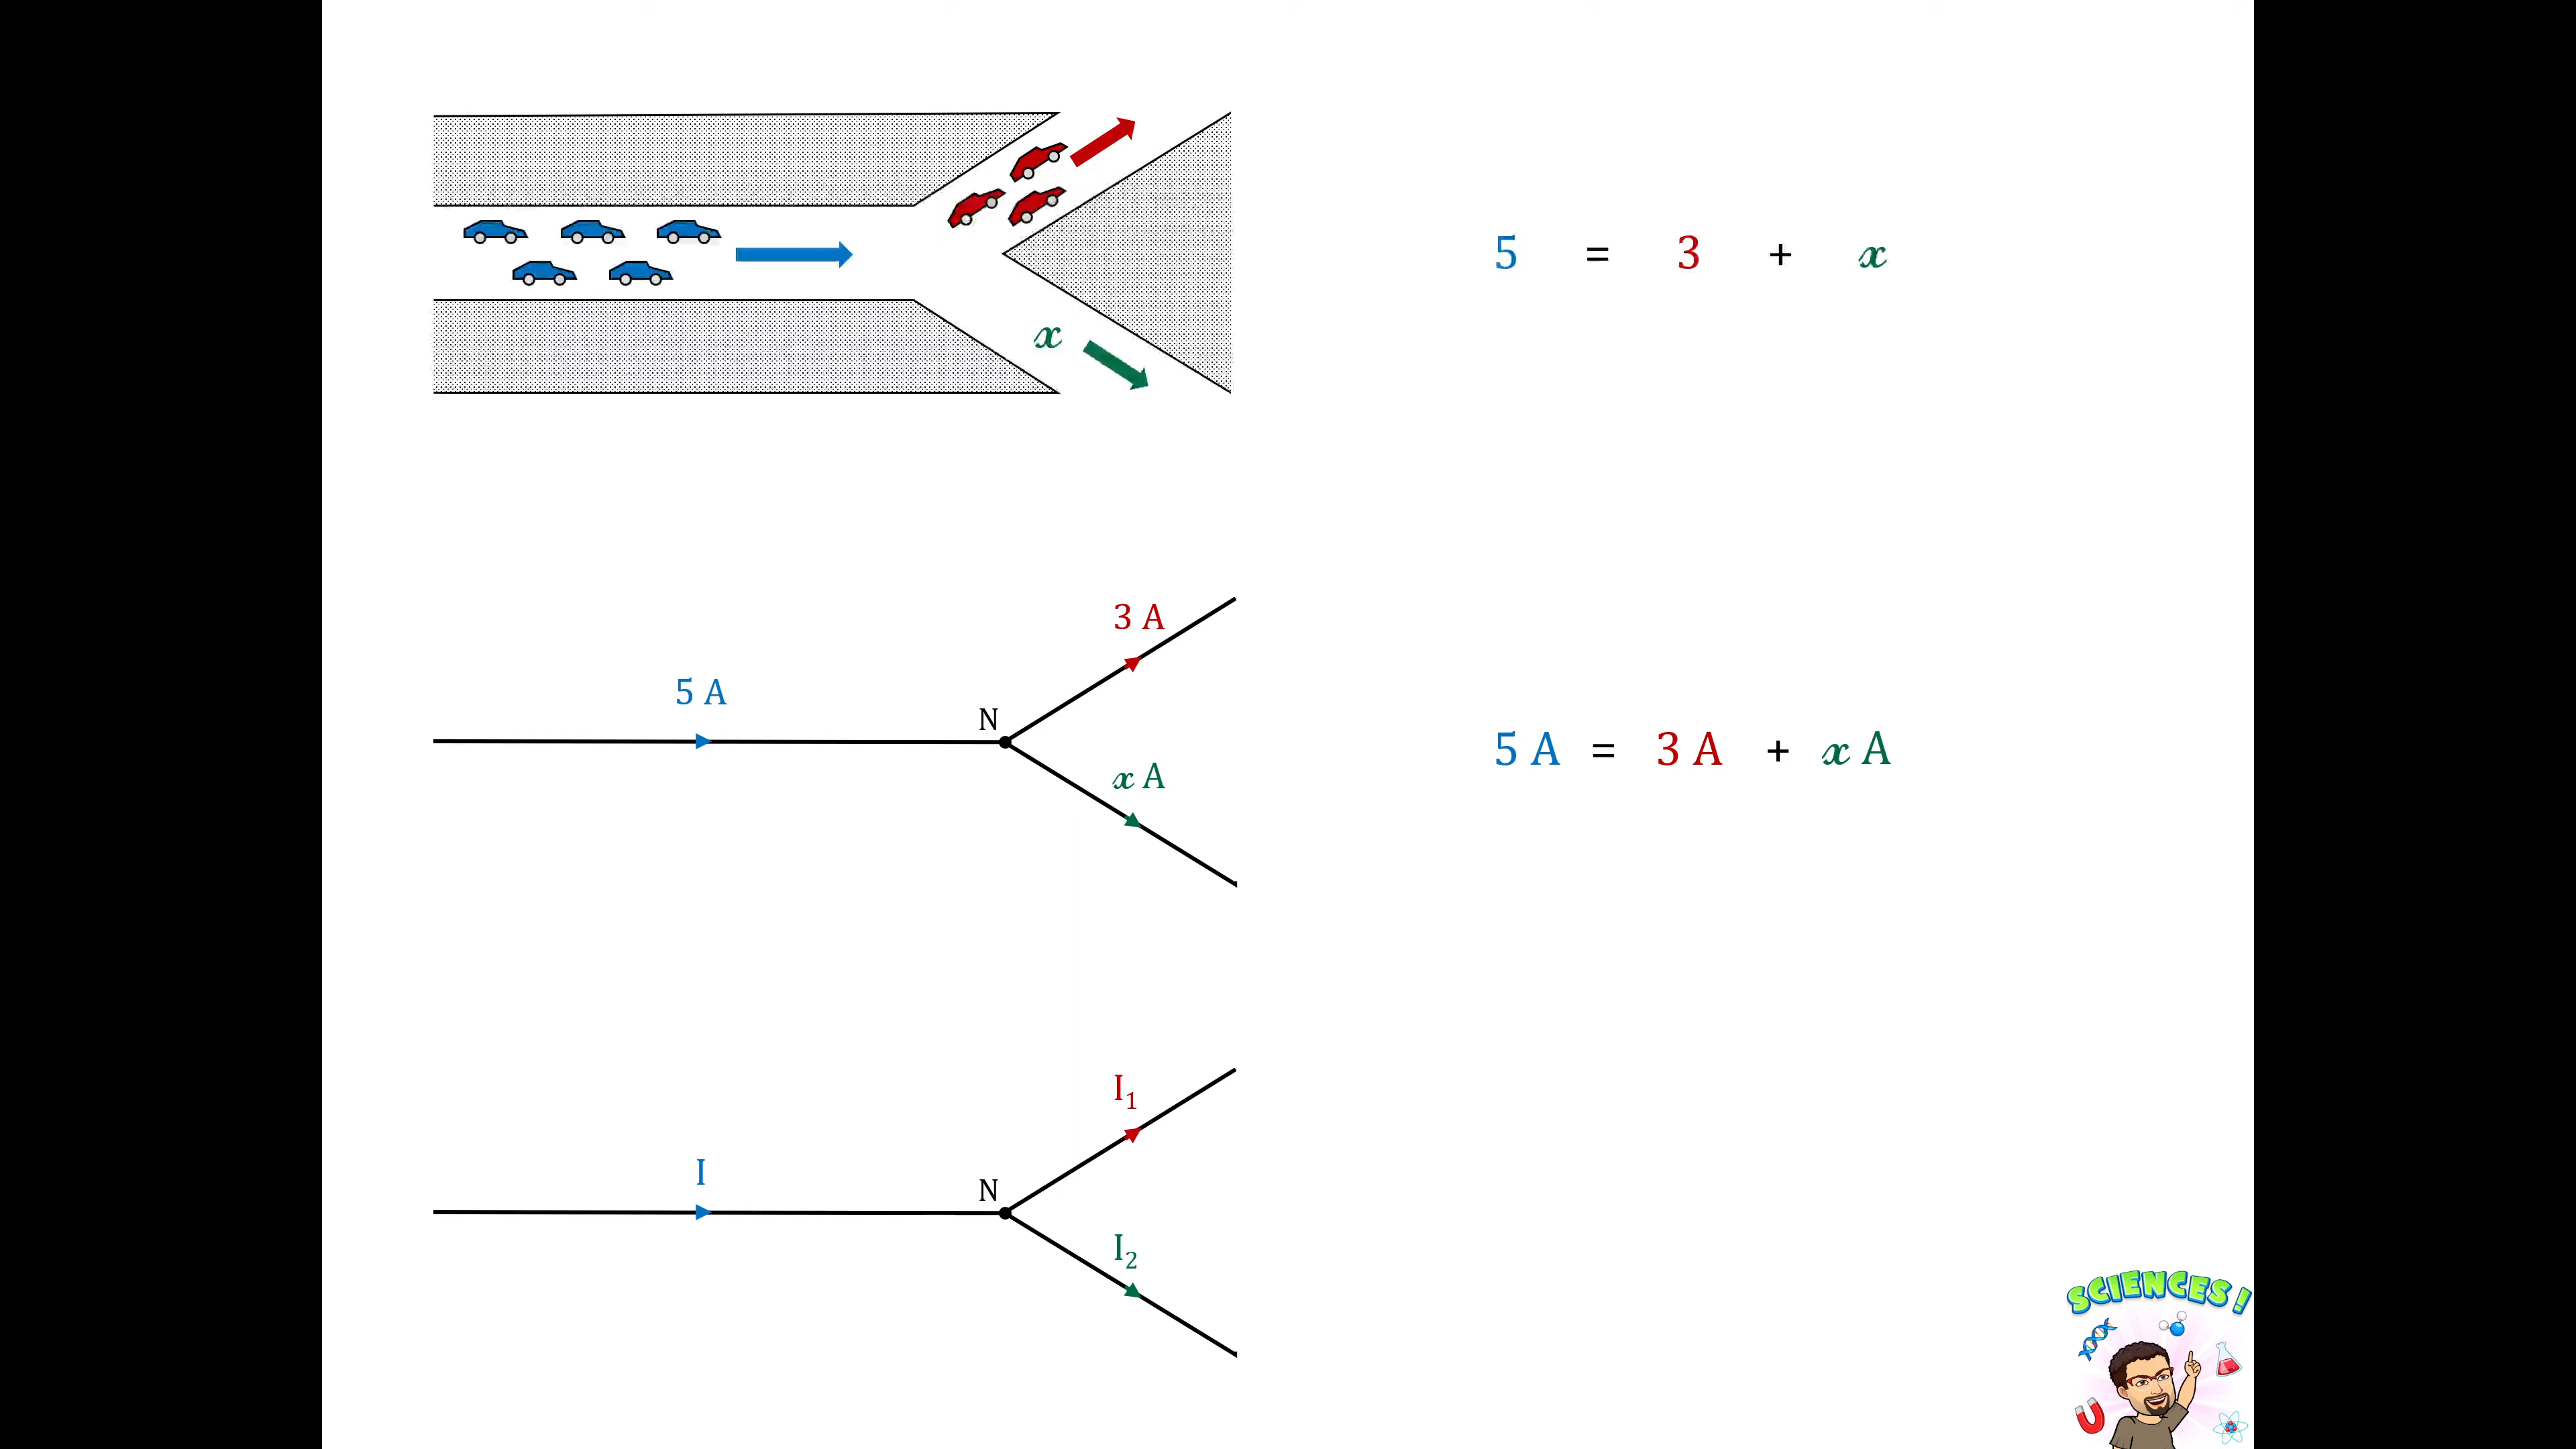 x
5 = 3 + x
3 A
5 A
N
x A
5 A = 3 A + x A
I₁
I
N
I₂
SCIENCES !